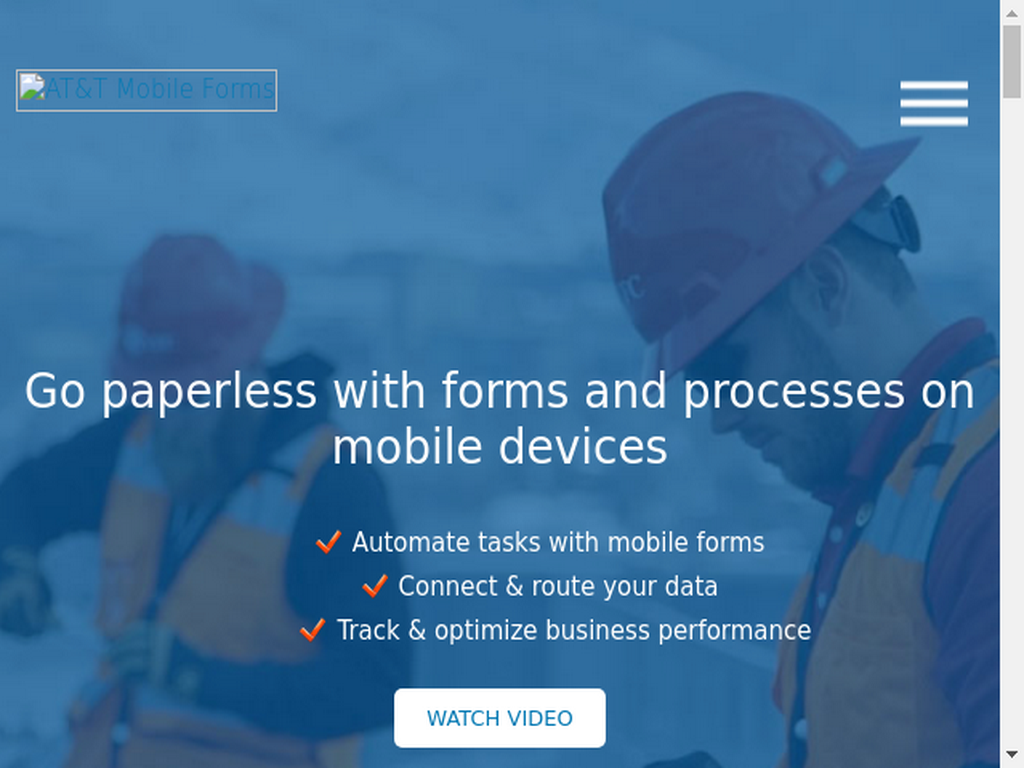 AT&T Mobile Forms
Go paperless with forms and processes on
mobile devices
Automate tasks with mobile forms
Connect & route your data
Track & optimize business performance
WATCH VIDEO